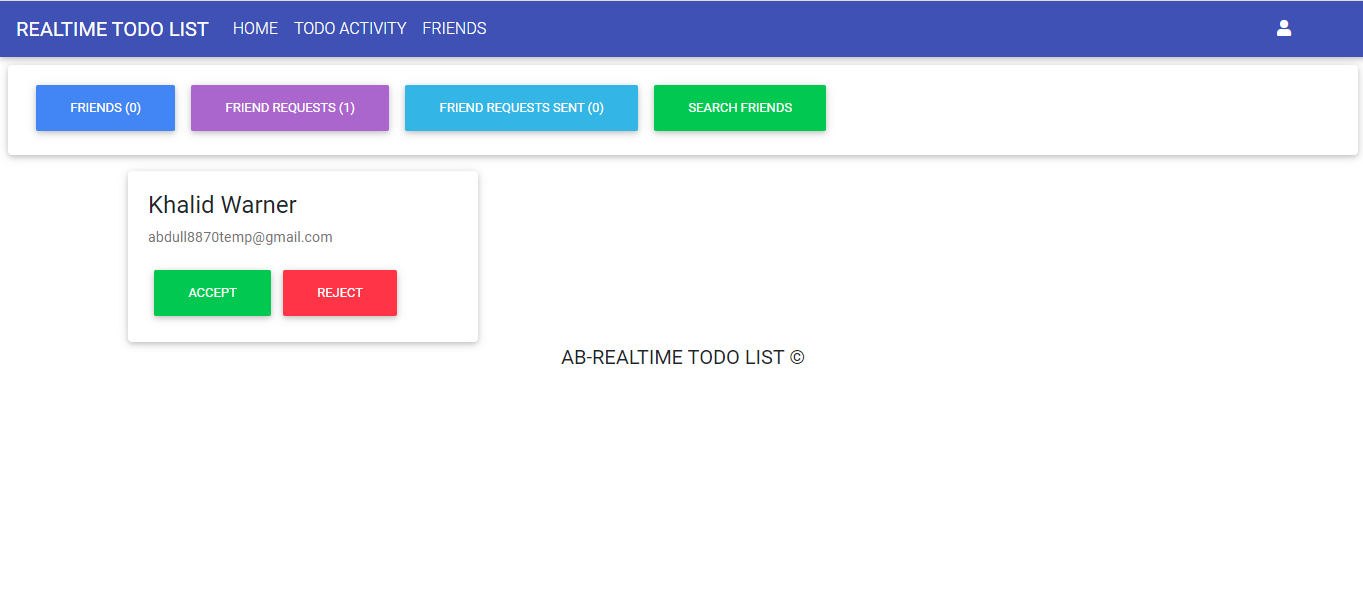 REALTIME TODO LIST HOME TODO ACTIVITY FRIENDS
FRIENDS (0) FRIEND REQUESTS (1) FRIEND REQUESTS SENT (0) SEARCH FRIENDS
Khalid Warner
abdull8870temp@gmail.com
ACCEPT REJECT
AB-REALTIME TODO LIST ©